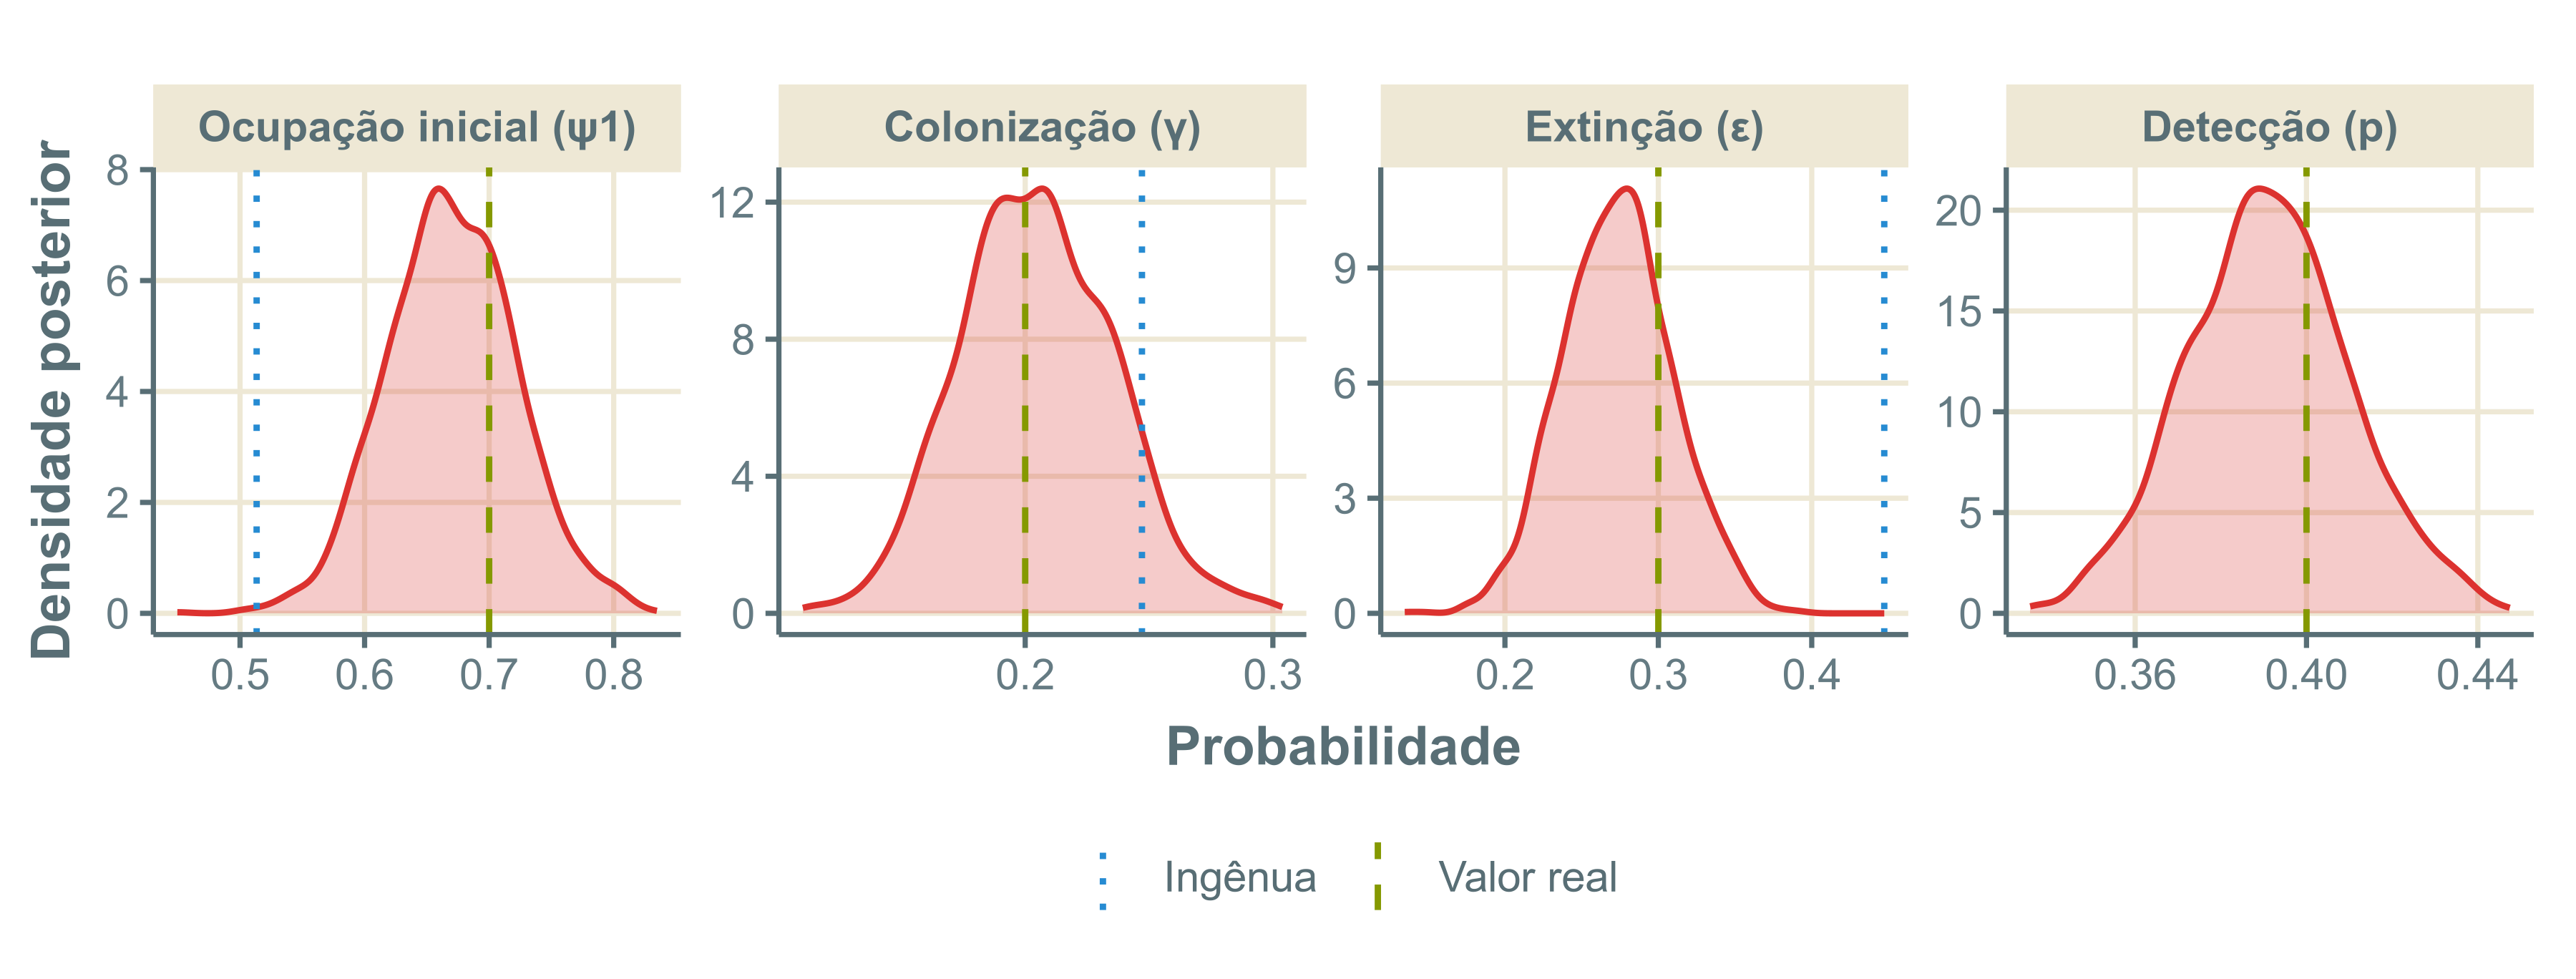 Ocupação inicial (ψ1)
Colonização (γ)
Extinção (ε)
Detecção (p)
Densidade posterior
8
6
4
2
0
12
8
4
0
9
6
3
0
20
15
10
5
0
0.5 0.6 0.7 0.8
0.2 0.3
0.2 0.3 0.4
0.36 0.40 0.44
Probabilidade
Ingênua Valor real